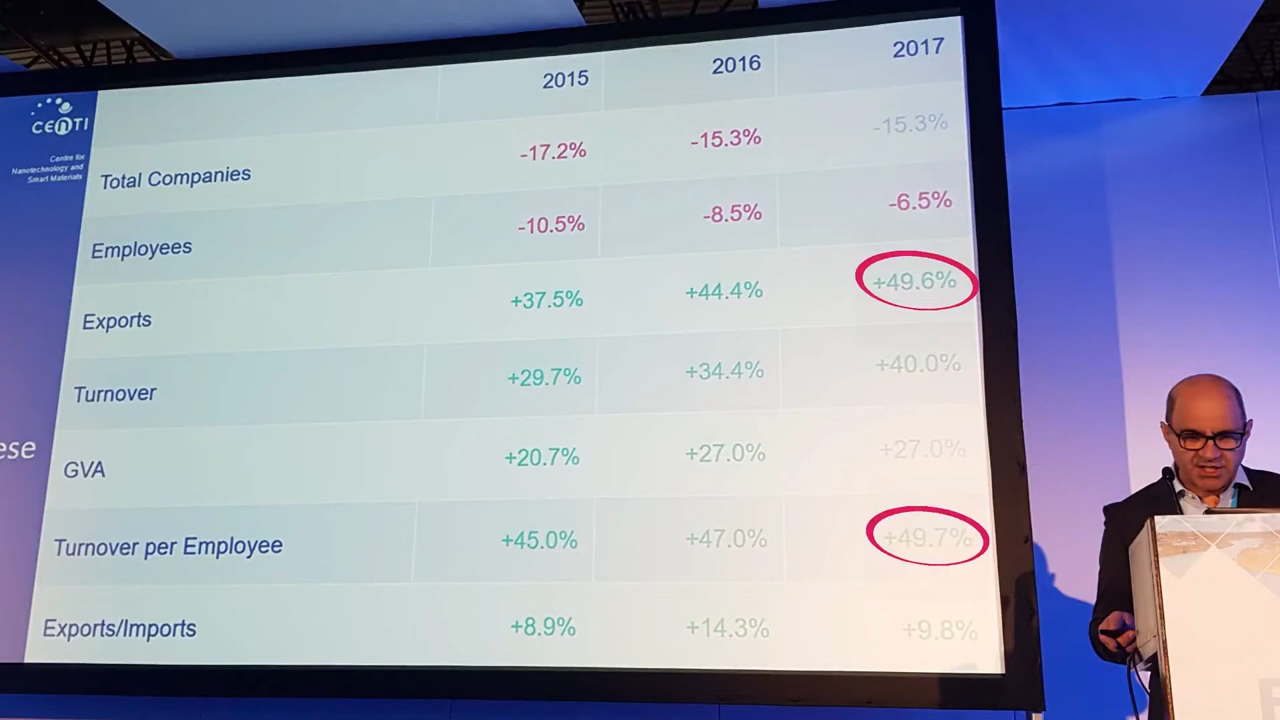 CENTI
Centre for
Nanotechnology and
Smart Materials
ese
2015 2016 2017
Total Companies -17.2% -15.3% -15.3%
Employees -10.5% -8.5% -6.5%
Exports +37.5% +44.4% +49.6%
Turnover +29.7% +34.4% +40.0%
GVA +20.7% +27.0% +27.0%
Turnover per Employee +45.0% +47.0% +49.7%
Exports/Imports +8.9% +14.3% +9.8%